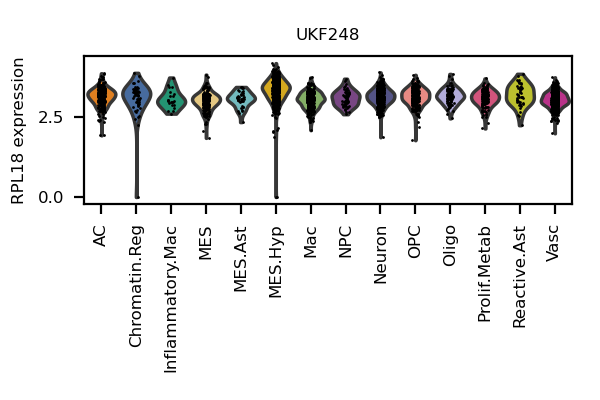 UKF248
RPL18 expression
2.5
0.0
AC
Chromatin.Reg
Inflammatory.Mac
MES
MES.Ast
MES.Hyp
Mac
NPC
Neuron
OPC
Oligo
Prolif.Metab
Reactive.Ast
Vasc